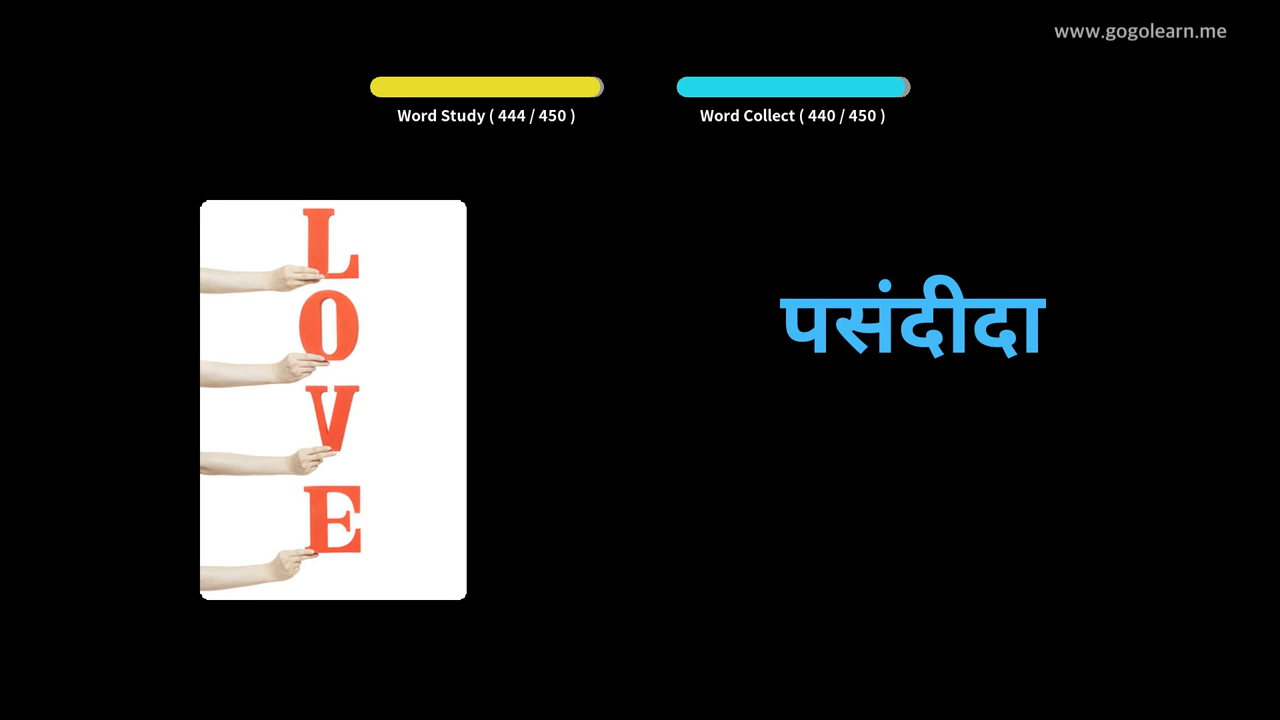 www.gogolearn.me
Word Study ( 444 / 450 )
Word Collect ( 440 / 450 )
L
O
V
E
पसंदीदा